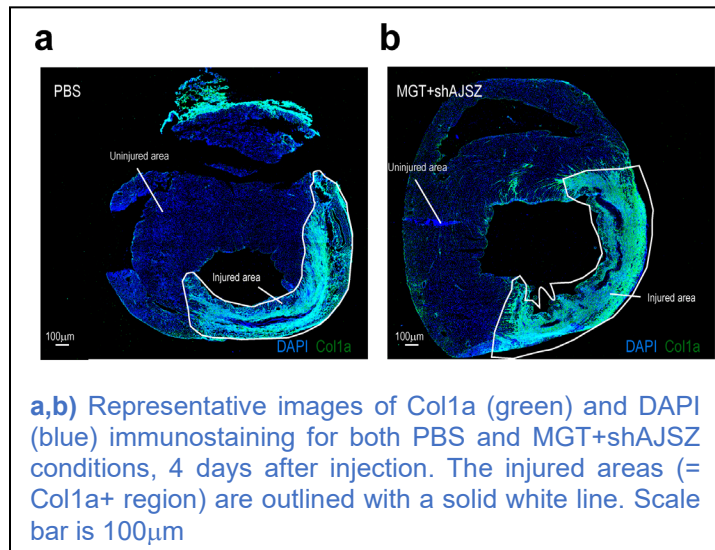 a
b
PBS
MGT+shAJSZ
Uninjured area
Uninjured area
Injured area
Injured area
100μm
DAPI Col1a
100μm
DAPI Col1a
a,b) Representative images of Col1a (green) and DAPI
(blue) immunostaining for both PBS and MGT+shAJSZ
conditions, 4 days after injection. The injured areas (=
Col1a+ region) are outlined with a solid white line. Scale
bar is 100μm